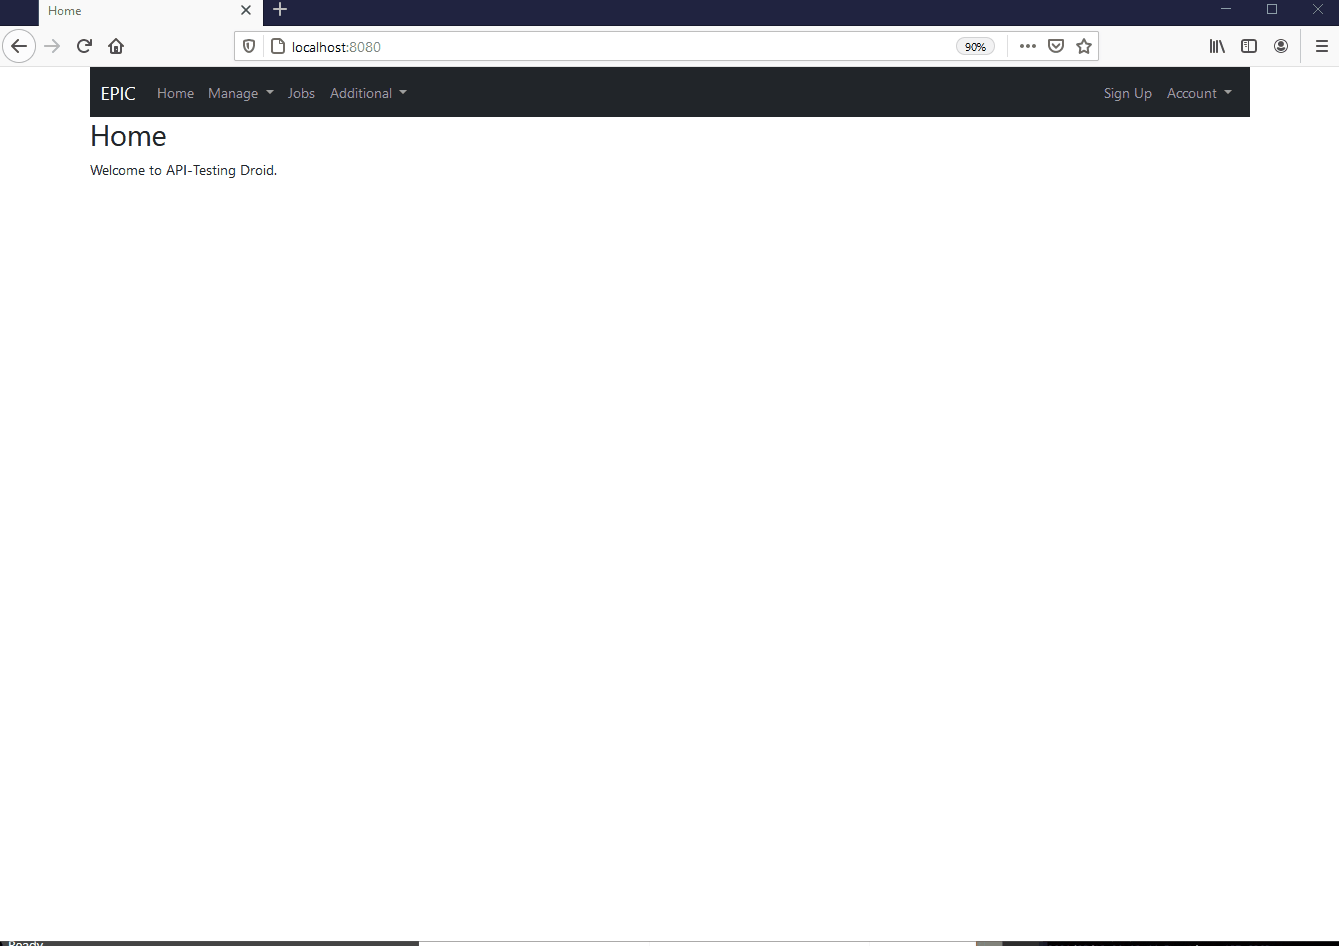 Home
localhost:8080
90%
EPIC Home Manage Jobs Additional Sign Up Account
Home
Welcome to API-Testing Droid.
Ready